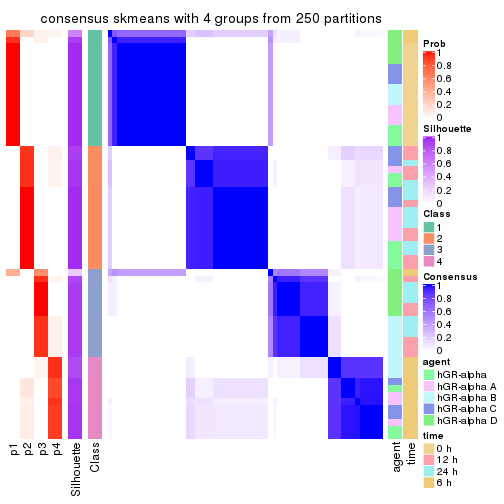 consensus skmeans with 4 groups from 250 partitions
Prob
1
0.8
0.6
0.4
0.2
0
Silhouette
1
0.8
0.6
0.4
0.2
0
Class
1
2
3
4
Consensus
1
0.8
0.6
0.4
0.2
0
agent
hGR-alpha
hGR-alpha A
hGR-alpha B
hGR-alpha C
hGR-alpha D
time
0 h
12 h
24 h
6 h
p1
p2
p3
p4
Silhouette
Class
agent
time